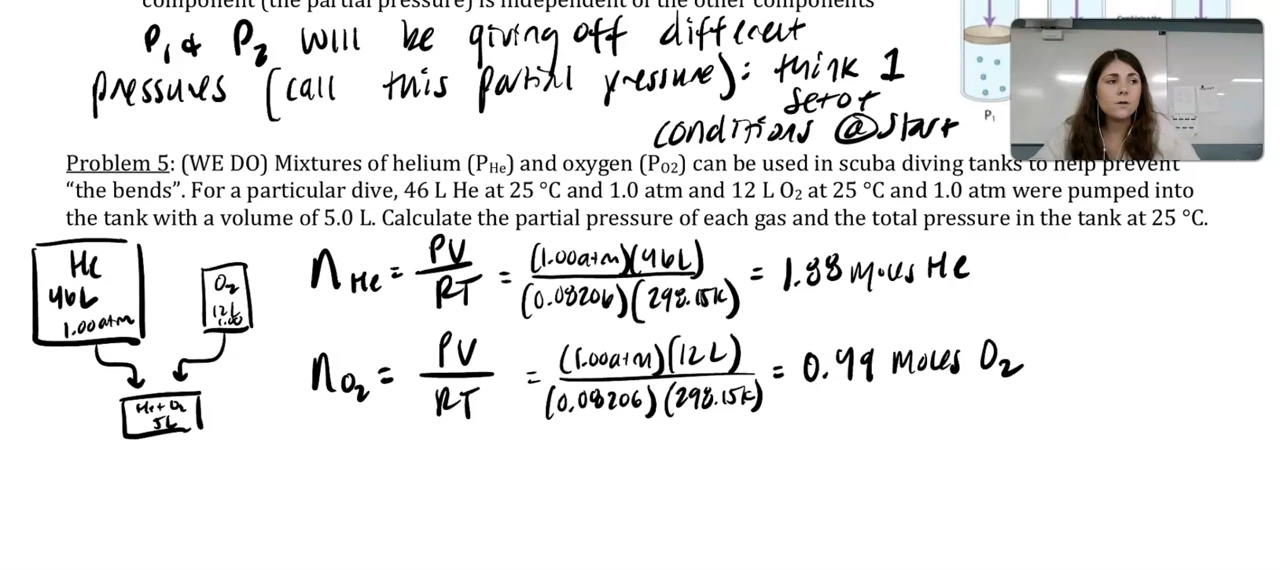 component (the partial pressure) is independent of the other components
P₁ & P₂ will be giving off different
pressures (call this partial pressure): think 1
set of
conditions @ start
P₁
Problem 5: (WE DO) Mixtures of helium (P_He) and oxygen (P_O2) can be used in scuba diving tanks to help prevent
“the bends”. For a particular dive, 46 L He at 25 °C and 1.0 atm and 12 L O₂ at 25 °C and 1.0 atm were pumped into
the tank with a volume of 5.0 L. Calculate the partial pressure of each gas and the total pressure in the tank at 25 °C.
He
46L
1.00atm
O₂
12L
1.00
He + O₂
5L
n_He = PV/RT = (1.00atm)(46L)/(0.08206)(298.15K) = 1.88 moles He
n_O₂ = PV/RT = (1.00atm)(12L)/(0.08206)(298.15K) = 0.49 moles O₂